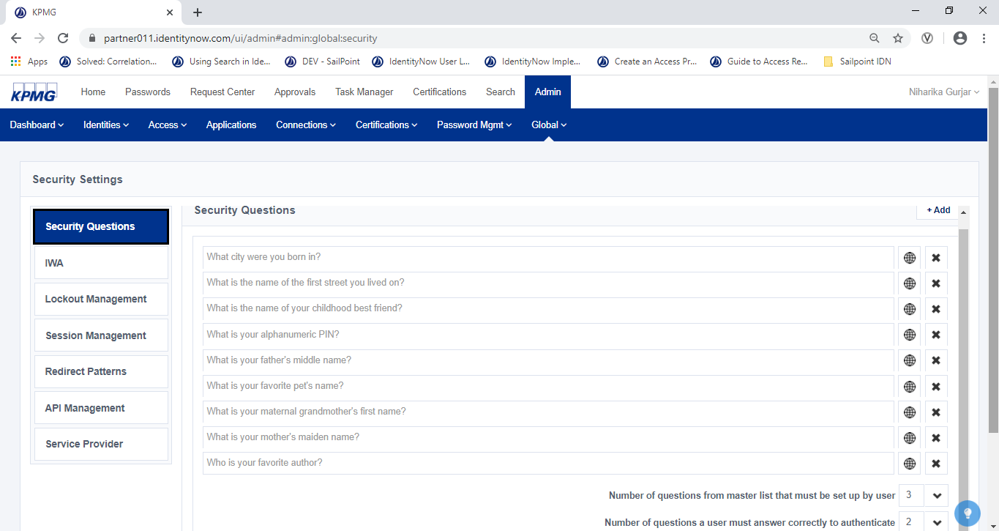 KPMG
partner011.identitynow.com/ui/admin#admin:global:security
Apps Solved: Correlation... Using Search in Ide... DEV - SailPoint IdentityNow User L... IdentityNow Imple... Create an Access Pr... Guide to Access Re... Sailpoint IDN
KPMG Home Passwords Request Center Approvals Task Manager Certifications Search Admin Niharika Gurjar
Dashboard Identities Access Applications Connections Certifications Password Mgmt Global
Security Settings
Security Questions
IWA
Lockout Management
Session Management
Redirect Patterns
API Management
Service Provider
Security Questions + Add
What city were you born in?
What is the name of the first street you lived on?
What is the name of your childhood best friend?
What is your alphanumeric PIN?
What is your father's middle name?
What is your favorite pet's name?
What is your maternal grandmother's first name?
What is your mother's maiden name?
Who is your favorite author?
Number of questions from master list that must be set up by user 3
Number of questions a user must answer correctly to authenticate 2